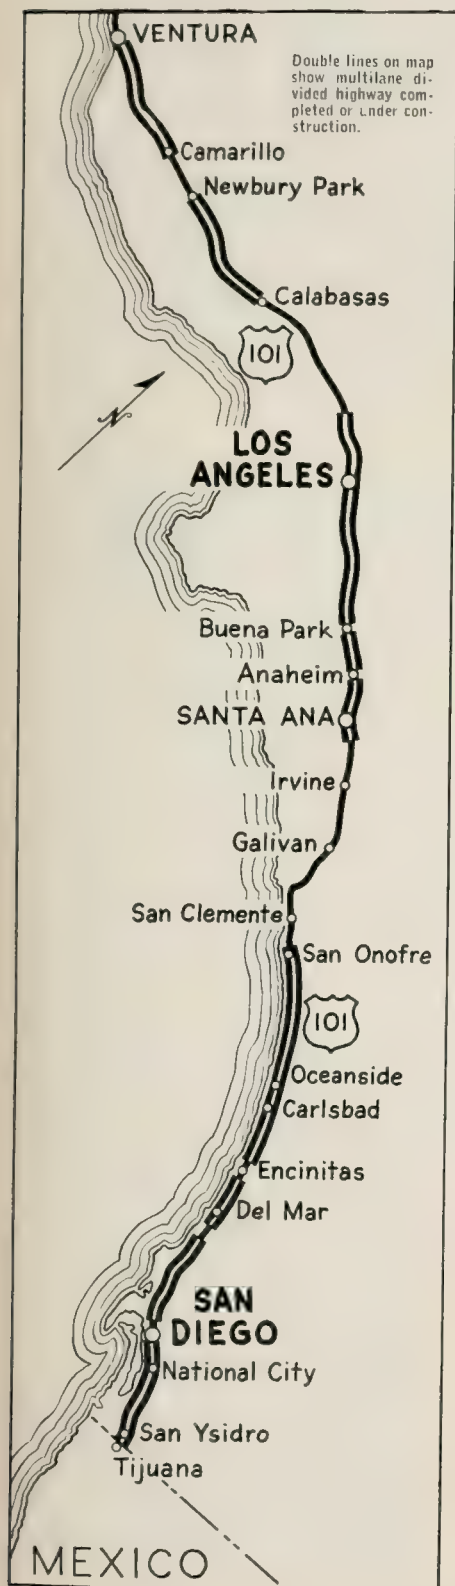 VENTURA
Double lines on map
show multilane di-
vided highway com-
pleted or under con-
struction.
Camarillo
Newbury Park
Calabasas
101
N
LOS
ANGELES
Buena Park
Anaheim
SANTA ANA
Irvine
Galivan
San Clemente
San Onofre
101
Oceanside
Carlsbad
Encinitas
Del Mar
SAN
DIEGO
National City
San Ysidro
Tijuana
MEXICO